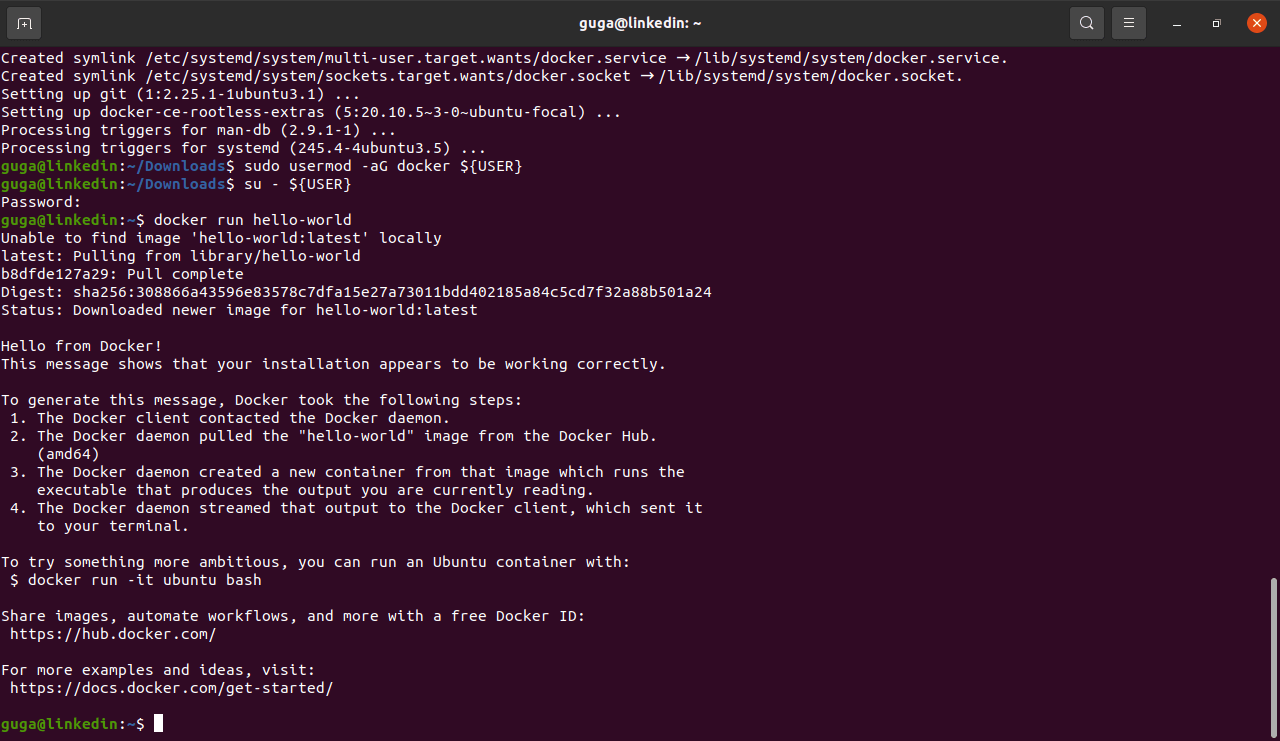 guga@linkedin: ~
Created symlink /etc/systemd/system/multi-user.target.wants/docker.service → /lib/systemd/system/docker.service.
Created symlink /etc/systemd/system/sockets.target.wants/docker.socket → /lib/systemd/system/docker.socket.
Setting up git (1:2.25.1-1ubuntu3.1) ...
Setting up docker-ce-rootless-extras (5:20.10.5~3-0~ubuntu-focal) ...
Processing triggers for man-db (2.9.1-1) ...
Processing triggers for systemd (245.4-4ubuntu3.5) ...
guga@linkedin:~/Downloads$ sudo usermod -aG docker ${USER}
guga@linkedin:~/Downloads$ su - ${USER}
Password:
guga@linkedin:~$ docker run hello-world
Unable to find image 'hello-world:latest' locally
latest: Pulling from library/hello-world
b8dfde127a29: Pull complete
Digest: sha256:308866a43596e83578c7dfa15e27a73011bdd402185a84c5cd7f32a88b501a24
Status: Downloaded newer image for hello-world:latest

Hello from Docker!
This message shows that your installation appears to be working correctly.

To generate this message, Docker took the following steps:
 1. The Docker client contacted the Docker daemon.
 2. The Docker daemon pulled the "hello-world" image from the Docker Hub.
    (amd64)
 3. The Docker daemon created a new container from that image which runs the
    executable that produces the output you are currently reading.
 4. The Docker daemon streamed that output to the Docker client, which sent it
    to your terminal.

To try something more ambitious, you can run an Ubuntu container with:
 $ docker run -it ubuntu bash

Share images, automate workflows, and more with a free Docker ID:
 https://hub.docker.com/

For more examples and ideas, visit:
 https://docs.docker.com/get-started/

guga@linkedin:~$